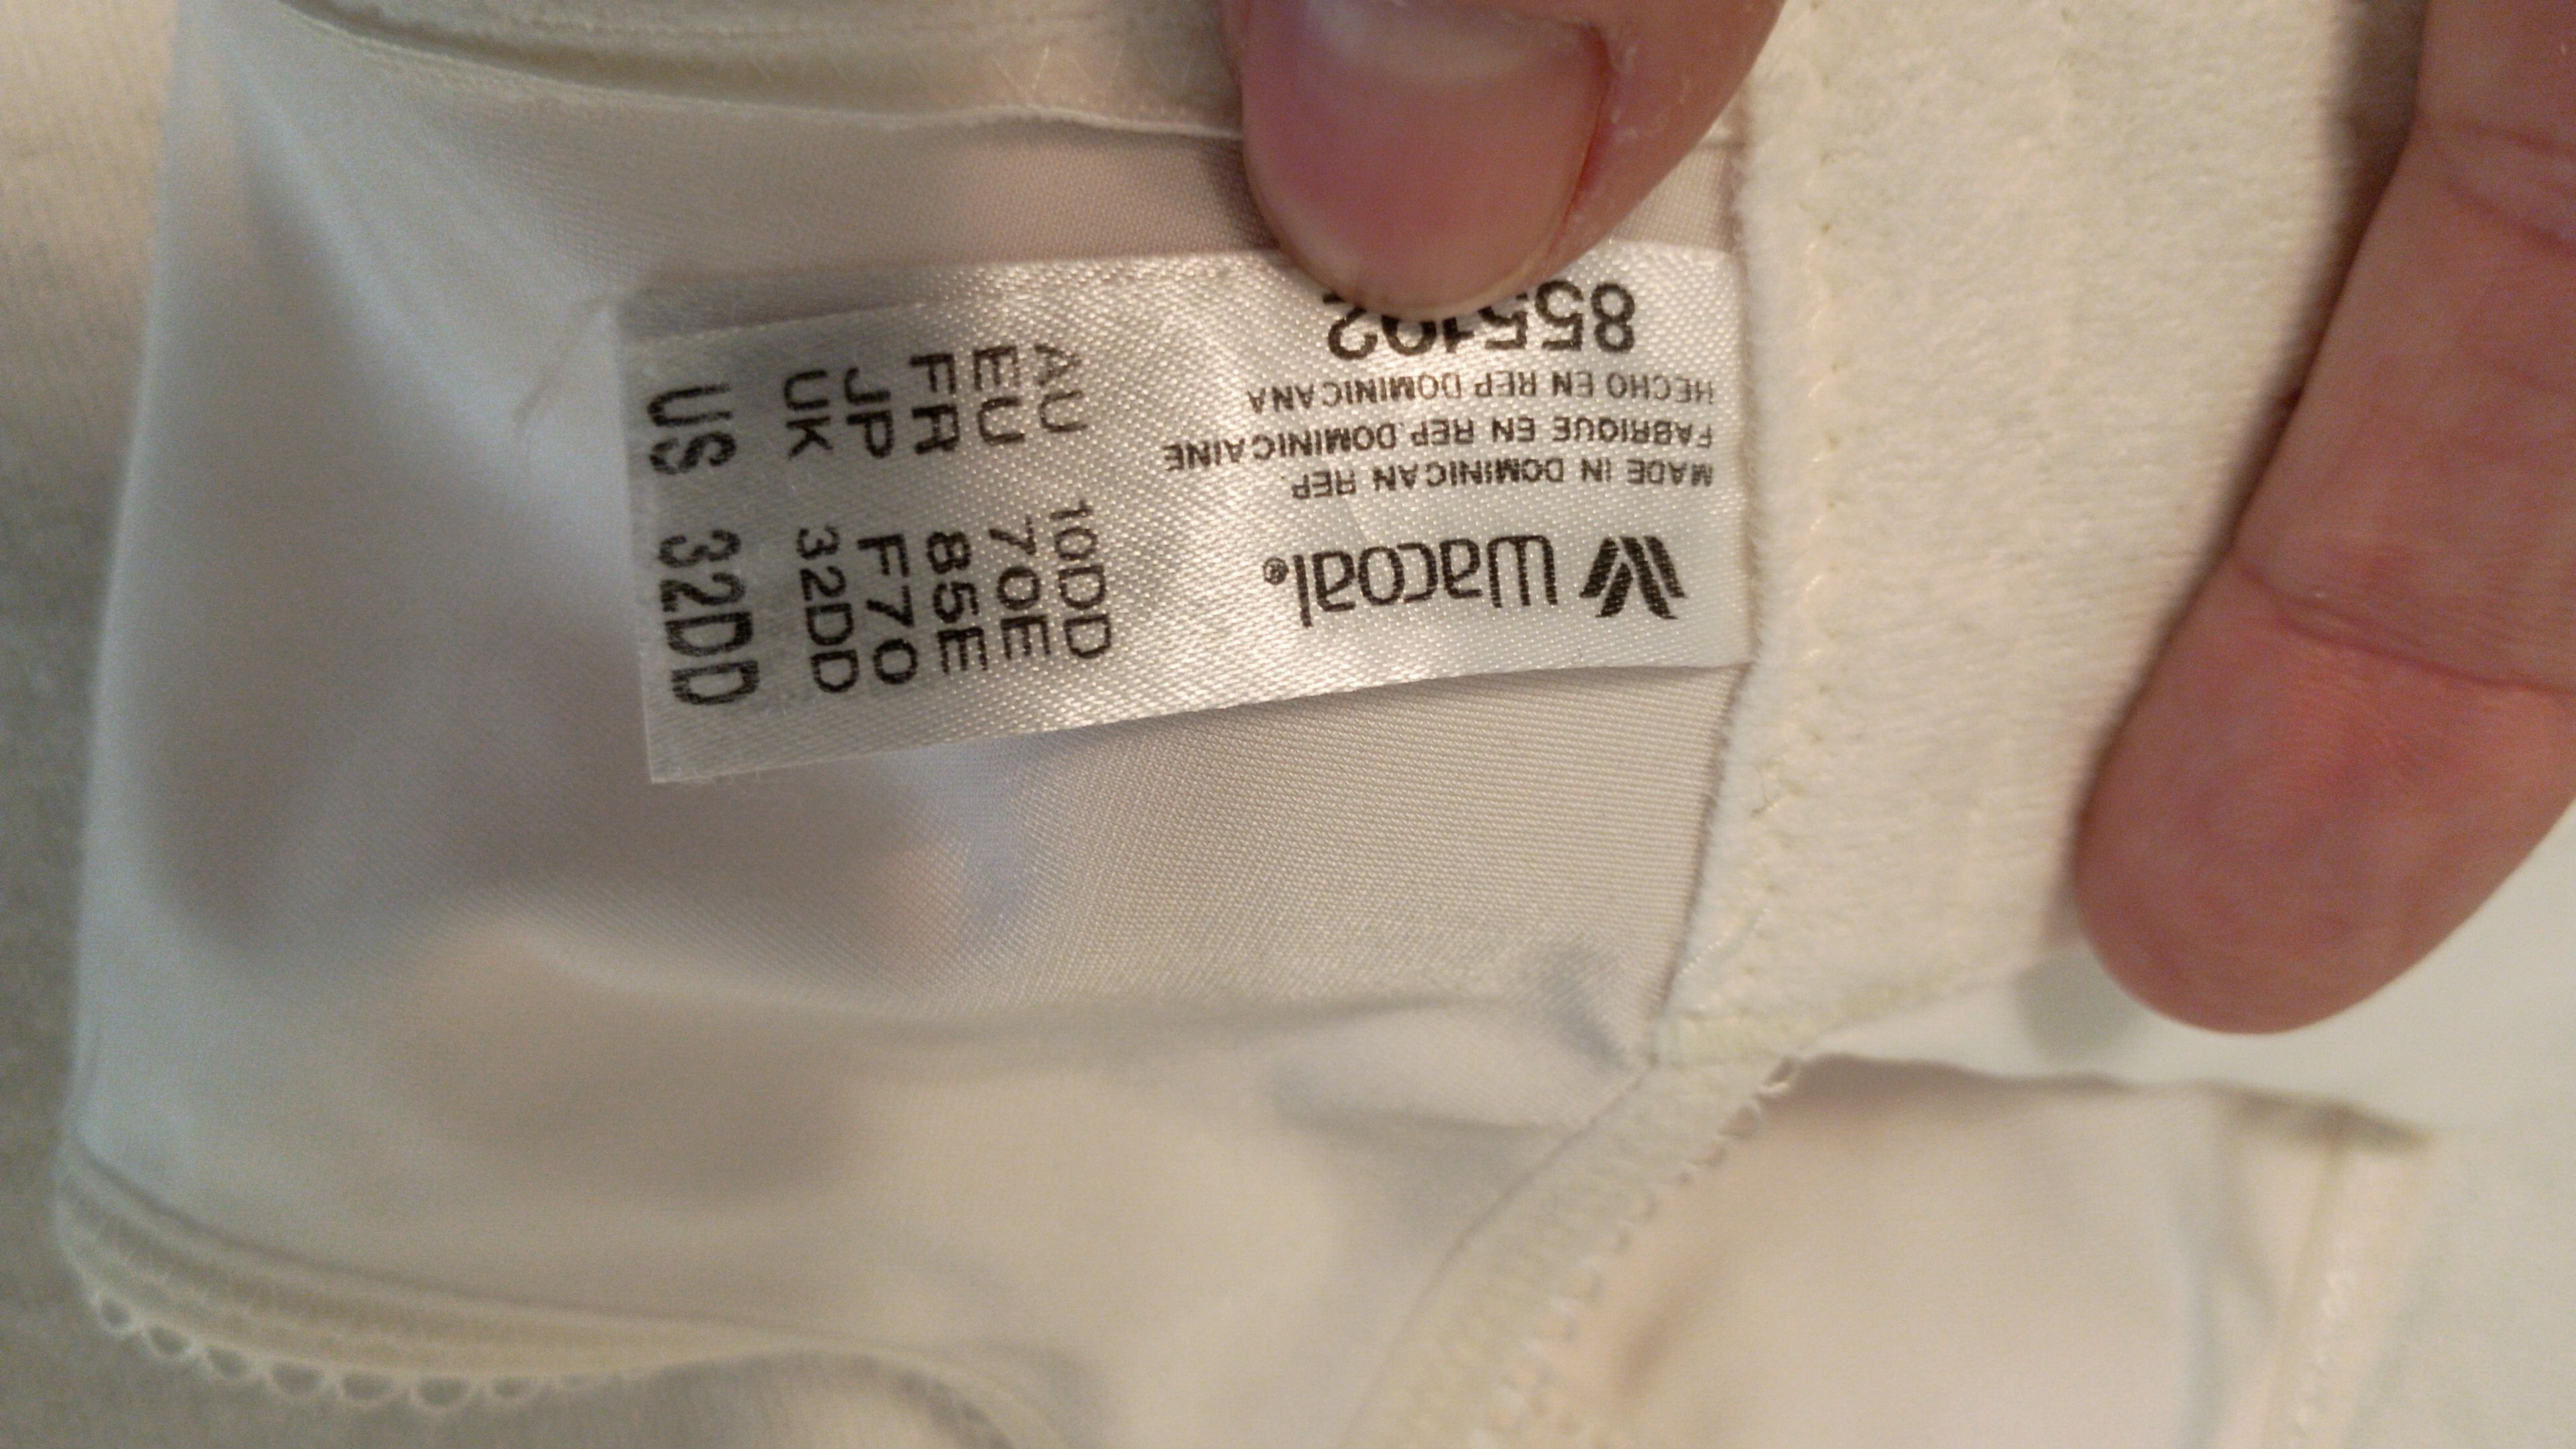 Wacoal®
MADE IN DOMINICAN REP.
FABRIQUE EN REP. DOMINICAINE
HECHO EN REP DOMINICANA
855192
AU 10DD
EU 70E
FR 85E
JP F70
UK 32DD
US 32DD